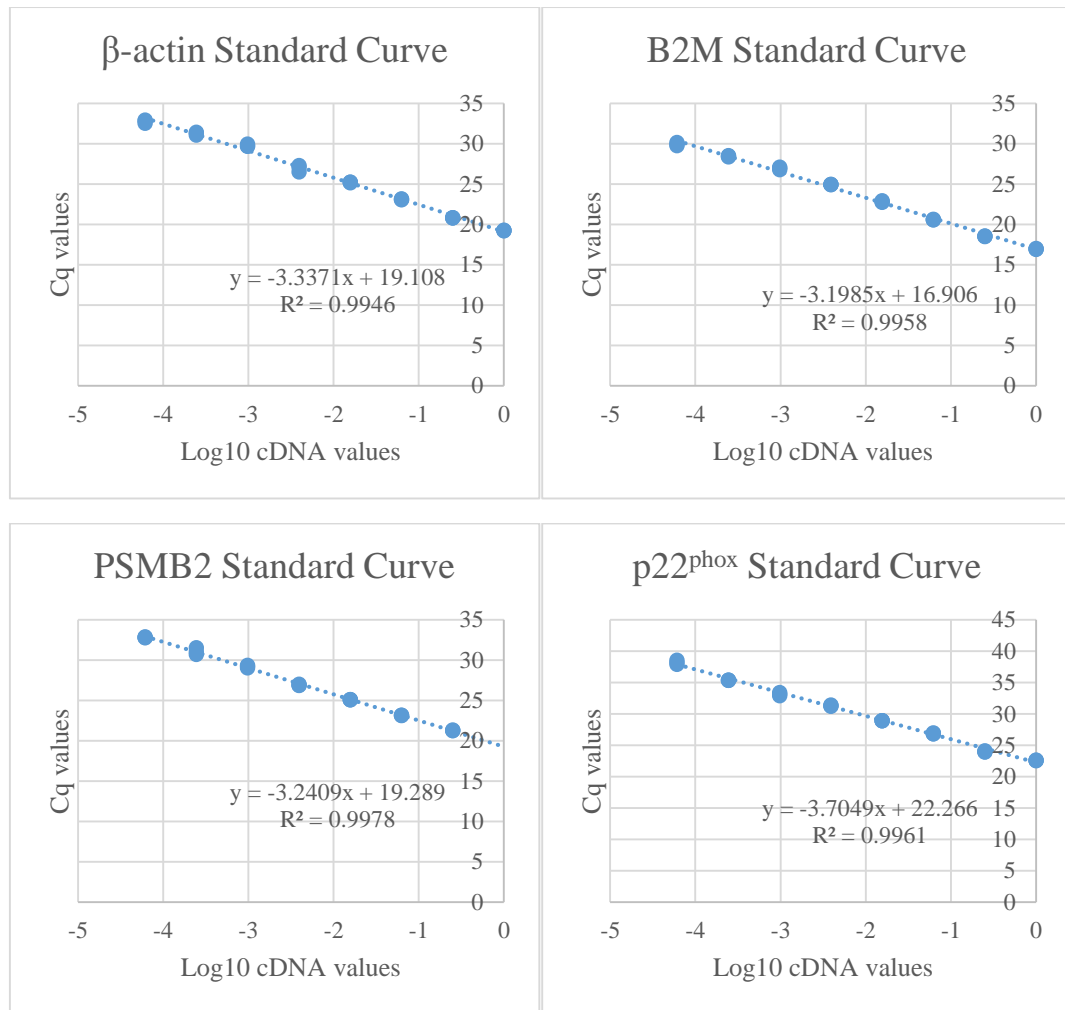 β-actin Standard Curve
35
30
25
20
15
10
5
0
-5 -4 -3 -2 -1 0
Cq values
Log10 cDNA values
y = -3.3371x + 19.108
R² = 0.9946
B2M Standard Curve
35
30
25
20
15
10
5
0
-5 -4 -3 -2 -1 0
Cq values
Log10 cDNA values
y = -3.1985x + 16.906
R² = 0.9958
PSMB2 Standard Curve
35
30
25
20
15
10
5
0
-5 -4 -3 -2 -1 0
Cq values
Log10 cDNA values
y = -3.2409x + 19.289
R² = 0.9978
p22ᵖʰᵒˣ Standard Curve
45
40
35
30
25
20
15
10
5
0
-5 -4 -3 -2 -1 0
Cq values
Log10 cDNA values
y = -3.7049x + 22.266
R² = 0.9961